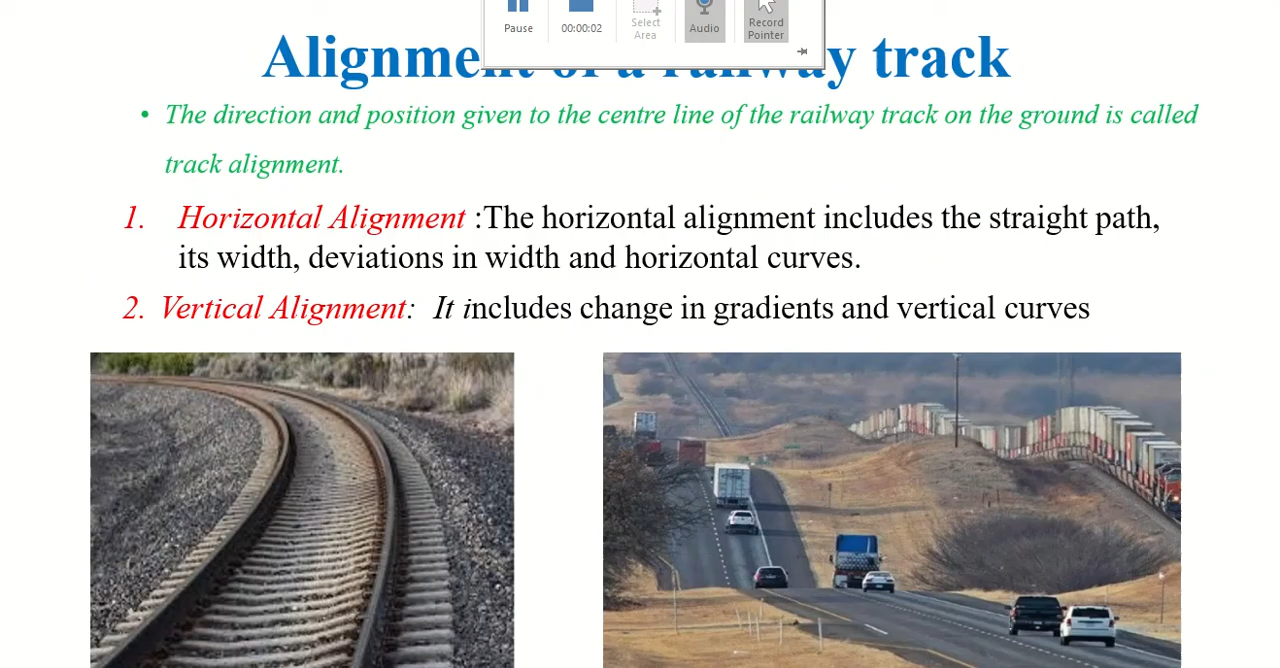 Pause
00:00:02
Select
Area
Audio
Record
Pointer
Alignment of a railway track
• The direction and position given to the centre line of the railway track on the ground is called
track alignment.
1. Horizontal Alignment :The horizontal alignment includes the straight path,
its width, deviations in width and horizontal curves.
2. Vertical Alignment: It includes change in gradients and vertical curves